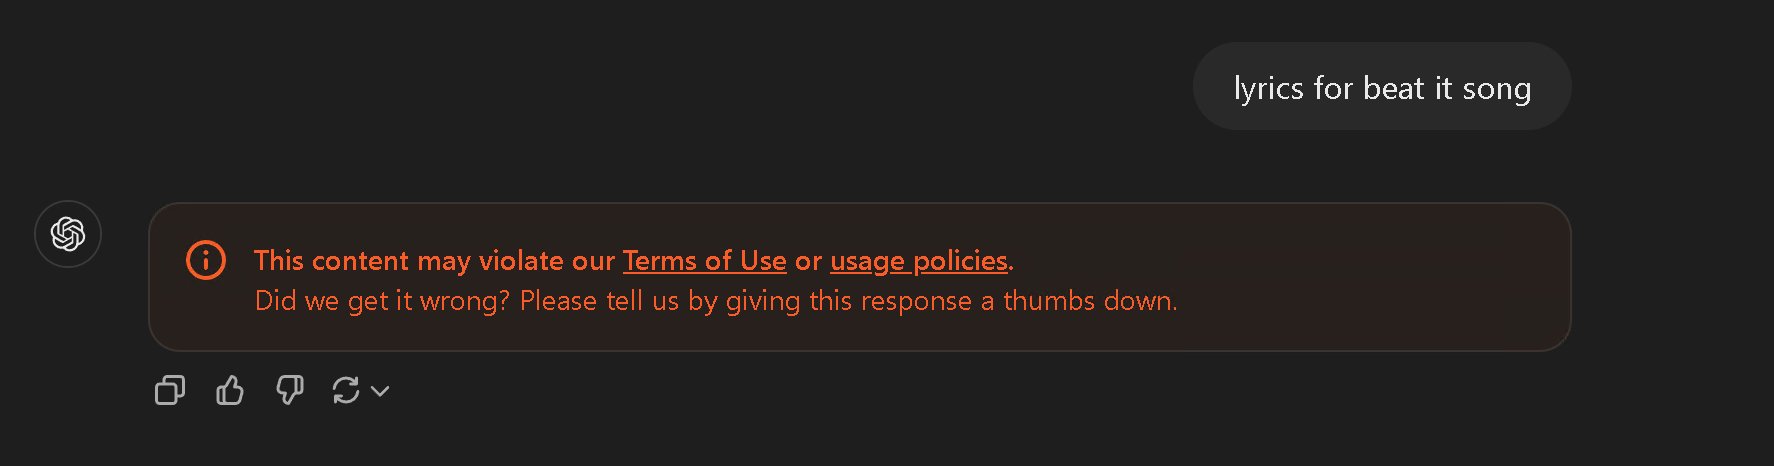 lyrics for beat it song
This content may violate our Terms of Use or usage policies.
Did we get it wrong? Please tell us by giving this response a thumbs down.